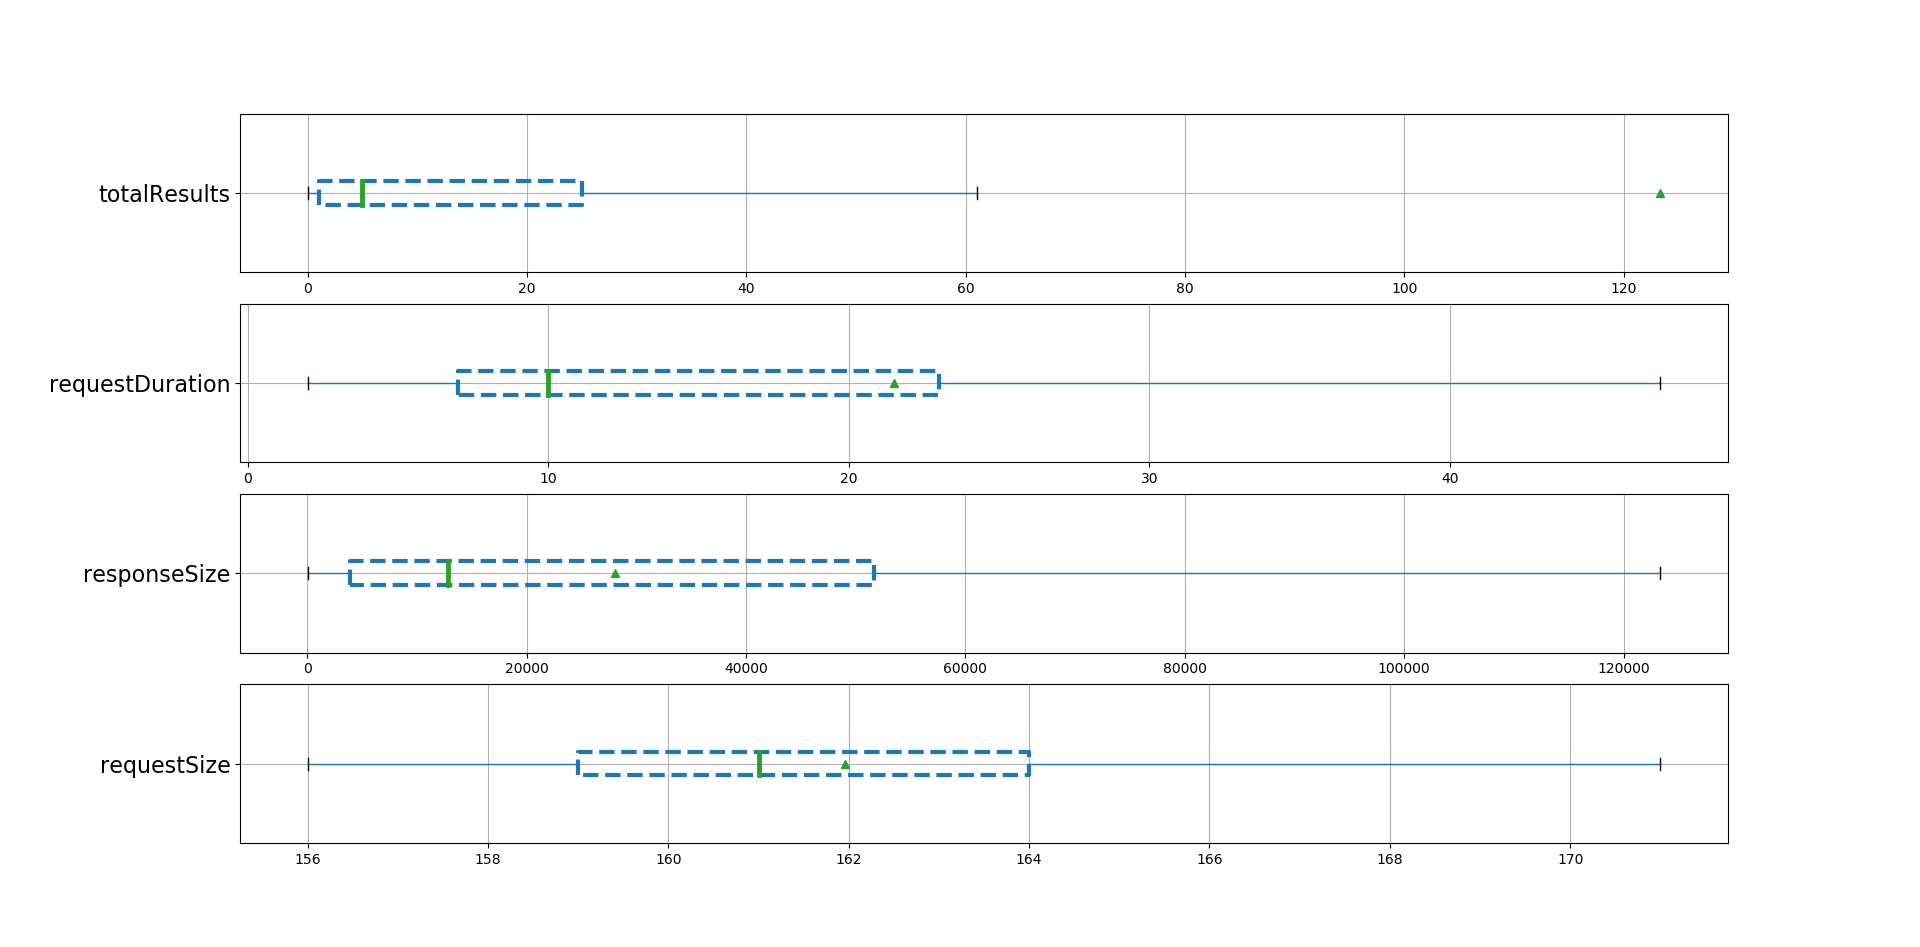 totalResults
0 20 40 60 80 100 120
requestDuration
0 10 20 30 40
responseSize
0 20000 40000 60000 80000 100000 120000
requestSize
156 158 160 162 164 166 168 170